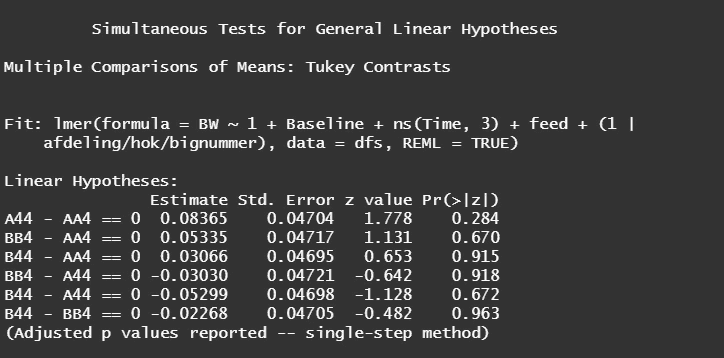 Simultaneous Tests for General Linear Hypotheses
Multiple Comparisons of Means: Tukey Contrasts
Fit: lmer(formula = BW ~ 1 + Baseline + ns(Time, 3) + feed + (1 |
afdeling/hok/bignummer), data = dfs, REML = TRUE)
Linear Hypotheses:
Estimate Std. Error z value Pr(>|z|)
A44 - AA4 == 0 0.08365 0.04704 1.778 0.284
BB4 - AA4 == 0 0.05335 0.04717 1.131 0.670
B44 - AA4 == 0 0.03066 0.04695 0.653 0.915
BB4 - A44 == 0 -0.03030 0.04721 -0.642 0.918
B44 - A44 == 0 -0.05299 0.04698 -1.128 0.672
B44 - BB4 == 0 -0.02268 0.04705 -0.482 0.963
(Adjusted p values reported -- single-step method)